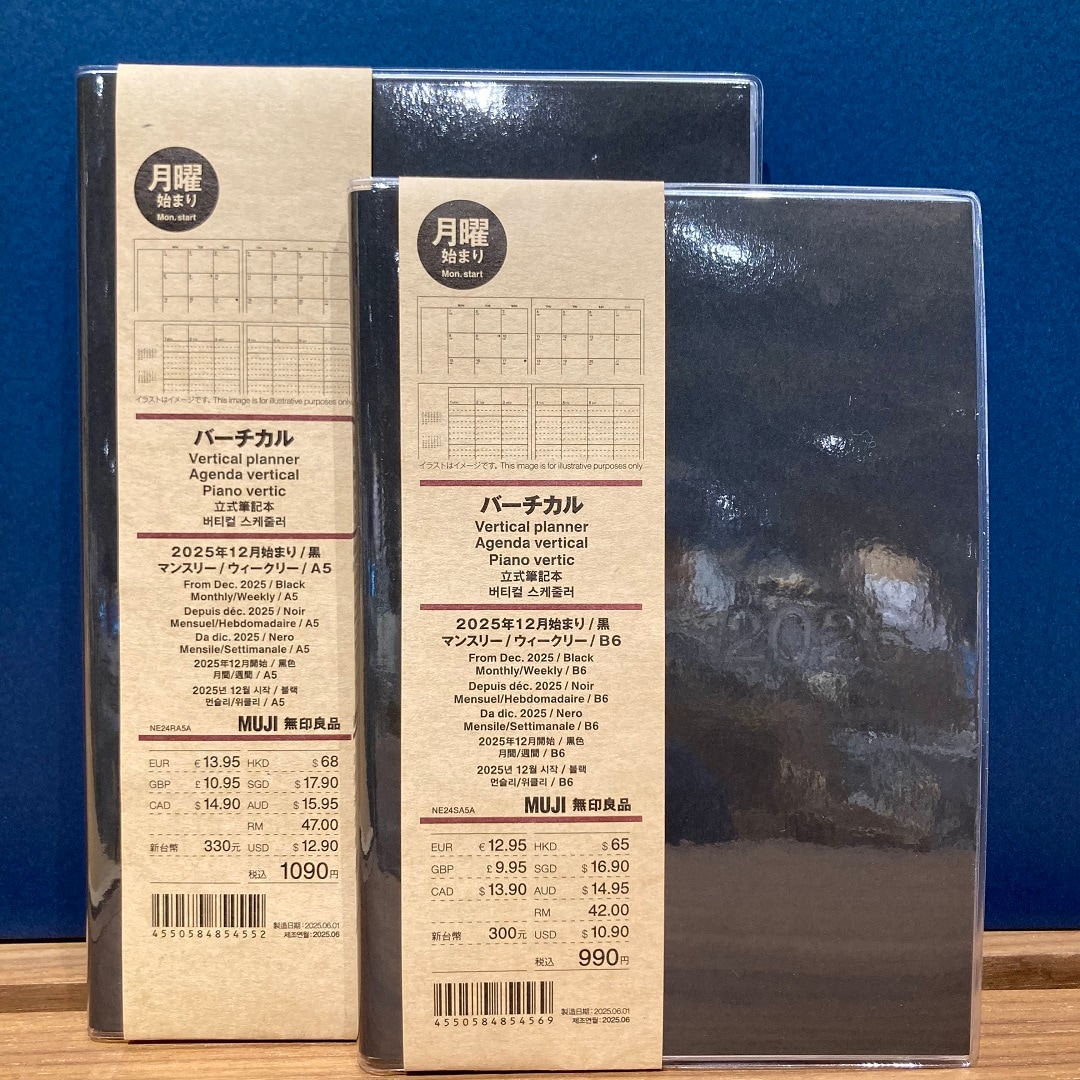 月曜
始まり
Mon. start
イラストはイメージです。This image is for illustrative purposes only
バーチカル
Vertical planner
Agenda vertical
Piano vertic
立式筆記本
버티컬 스케줄러
2025年12月始まり/黒
マンスリー/ウィークリー/A5
From Dec. 2025 / Black
Monthly/Weekly / A5
Depuis déc. 2025 / Noir
Mensuel/Hebdomadaire / A5
Da dic. 2025 / Nero
Mensile/Settimanale / A5
2025年12月開始 / 黒色
月間/週間 / A5
2025년 12월 시작 / 블랙
먼슬리/위클리 / A5
NE24RA5A MUJI 無印良品
EUR € 13.95 HKD $ 68
GBP £ 10.95 SGD $ 17.90
CAD $ 14.90 AUD $ 15.95
RM 47.00
新台幣 330元 USD $ 12.90
税込 1090円
4550584854552
製造日期：2025.06.01
제조연월：2025.06
月曜
始まり
Mon. start
イラストはイメージです。This image is for illustrative purposes only
バーチカル
Vertical planner
Agenda vertical
Piano vertic
立式筆記本
버티컬 스케줄러
2025年12月始まり/黒
マンスリー/ウィークリー/B6
From Dec. 2025 / Black
Monthly/Weekly / B6
Depuis déc. 2025 / Noir
Mensuel/Hebdomadaire / B6
Da dic. 2025 / Nero
Mensile/Settimanale / B6
2025年12月開始 / 黒色
月間/週間 / B6
2025년 12월 시작 / 블랙
먼슬리/위클리 / B6
NE24SA5A MUJI 無印良品
EUR € 12.95 HKD $ 65
GBP £ 9.95 SGD $ 16.90
CAD $ 13.90 AUD $ 14.95
RM 42.00
新台幣 300元 USD $ 10.90
税込 990円
4550584854569
製造日期：2025.06.01
제조연월：2025.06